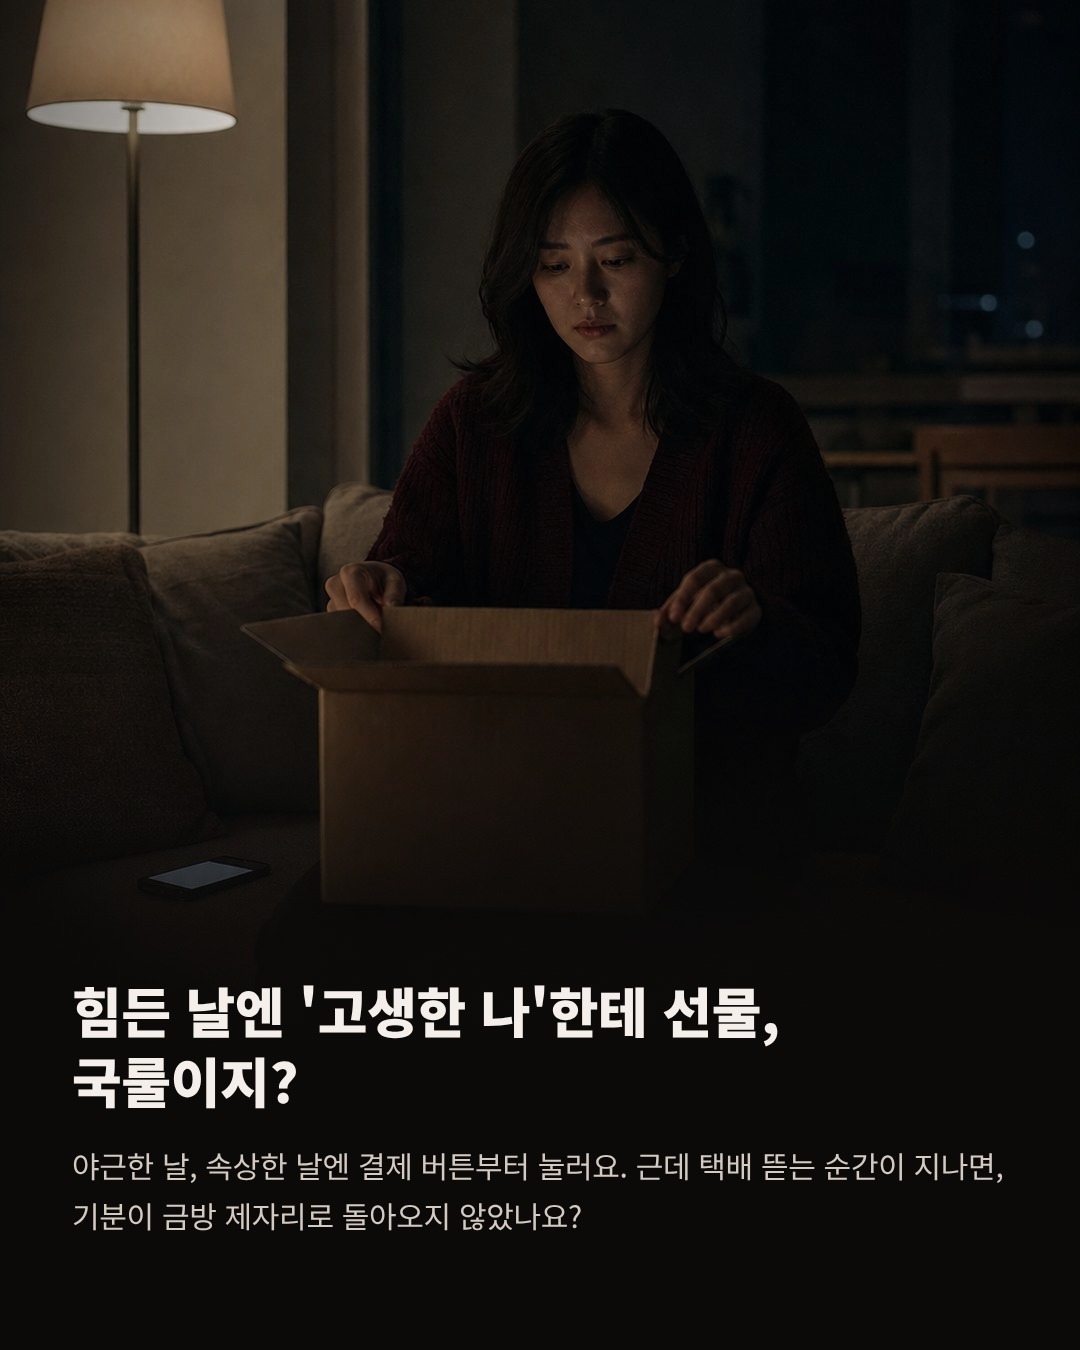 힘든 날엔 '고생한 나'한테 선물,
국룰이지?
야근한 날, 속상한 날엔 결제 버튼부터 눌러요. 근데 택배 뜯는 순간이 지나면,
기분이 금방 제자리로 돌아오지 않았나요?